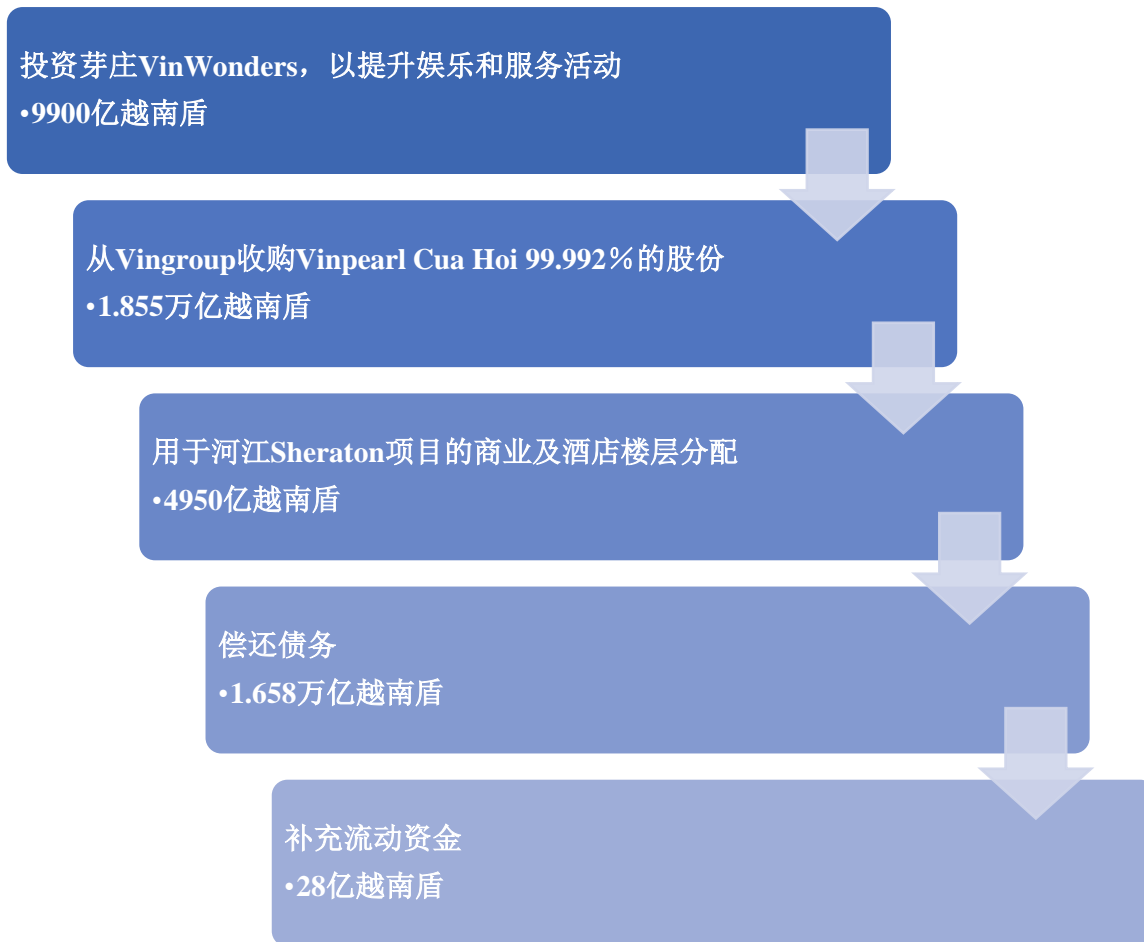 投资芽庄VinWonders，以提升娱乐和服务活动
•9900亿越南盾
从Vingroup收购Vinpearl Cua Hoi 99.992％的股份
•1.855万亿越南盾
用于河江Sheraton项目的商业及酒店楼层分配
•4950亿越南盾
偿还债务
•1.658万亿越南盾
补充流动资金
•28亿越南盾